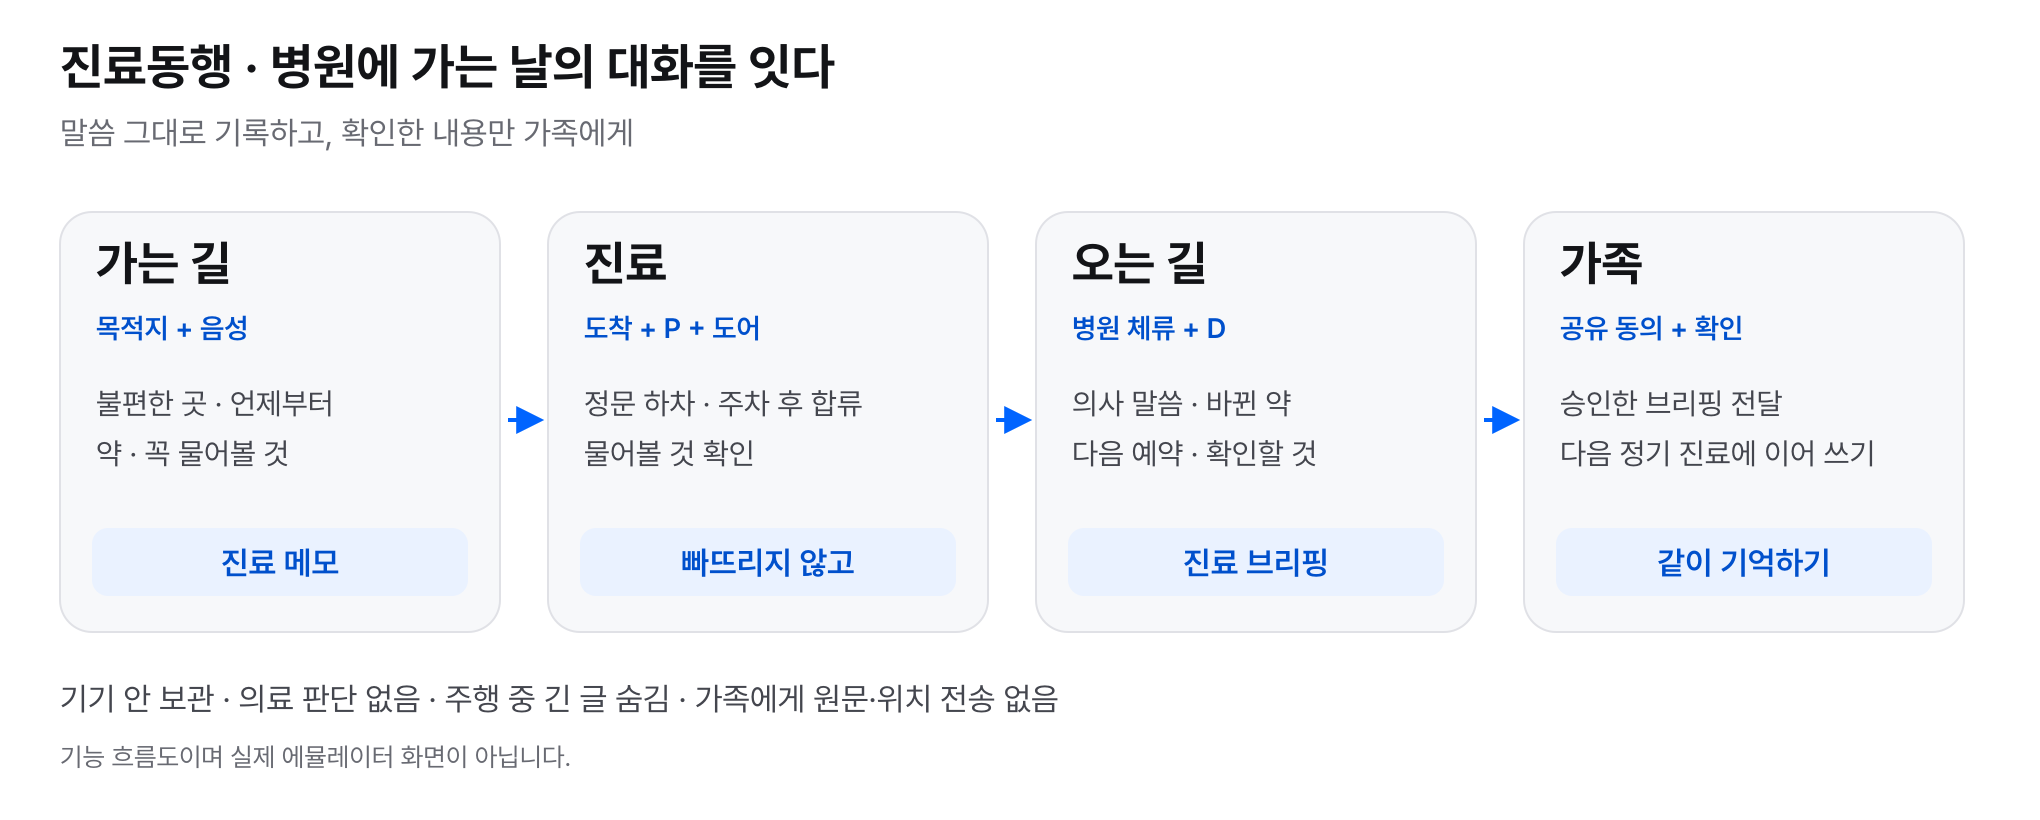 진료동행 · 병원에 가는 날의 대화를 잇다
말씀 그대로 기록하고, 확인한 내용만 가족에게
가는 길
목적지 + 음성
불편한 곳 · 언제부터
약 · 꼭 물어볼 것
진료 메모
진료
도착 + P + 도어
정문 하차 · 주차 후 합류
물어볼 것 확인
빠뜨리지 않고
오는 길
병원 체류 + D
의사 말씀 · 바뀐 약
다음 예약 · 확인할 것
진료 브리핑
가족
공유 동의 + 확인
승인한 브리핑 전달
다음 정기 진료에 이어 쓰기
같이 기억하기
기기 안 보관 · 의료 판단 없음 · 주행 중 긴 글 숨김 · 가족에게 원문·위치 전송 없음
기능 흐름도이며 실제 에뮬레이터 화면이 아닙니다.